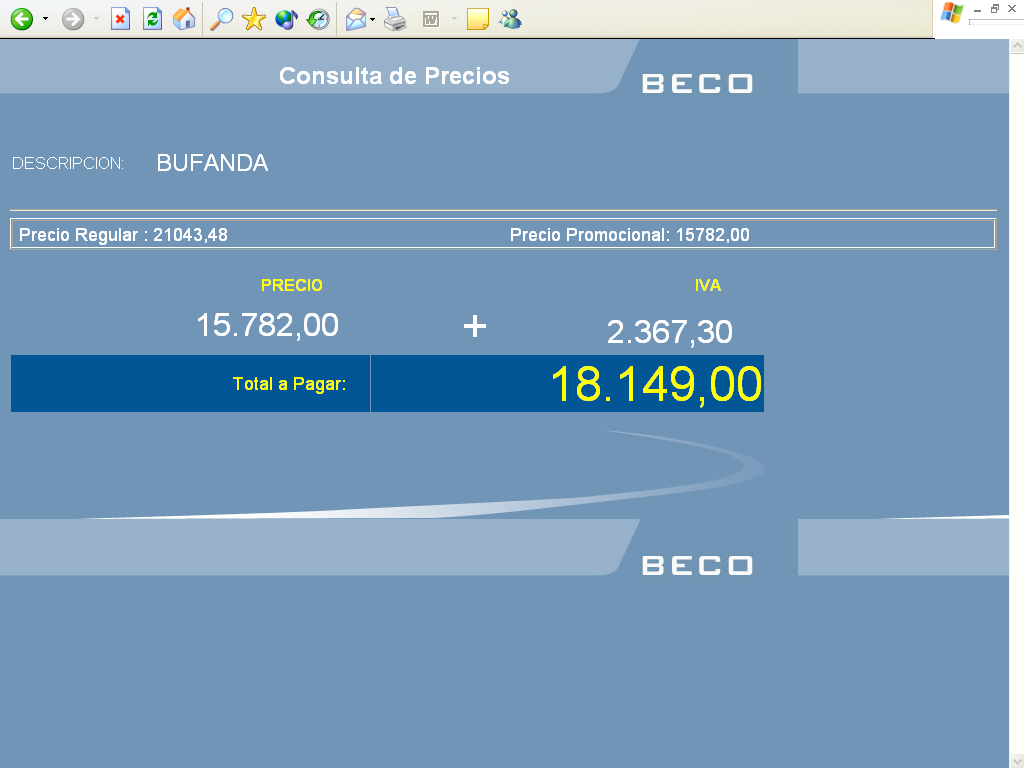 Consulta de Precios
BECO
DESCRIPCION: BUFANDA
Precio Regular : 21043,48 Precio Promocional: 15782,00
PRECIO IVA
15.782,00 + 2.367,30
Total a Pagar: 18.149,00
BECO